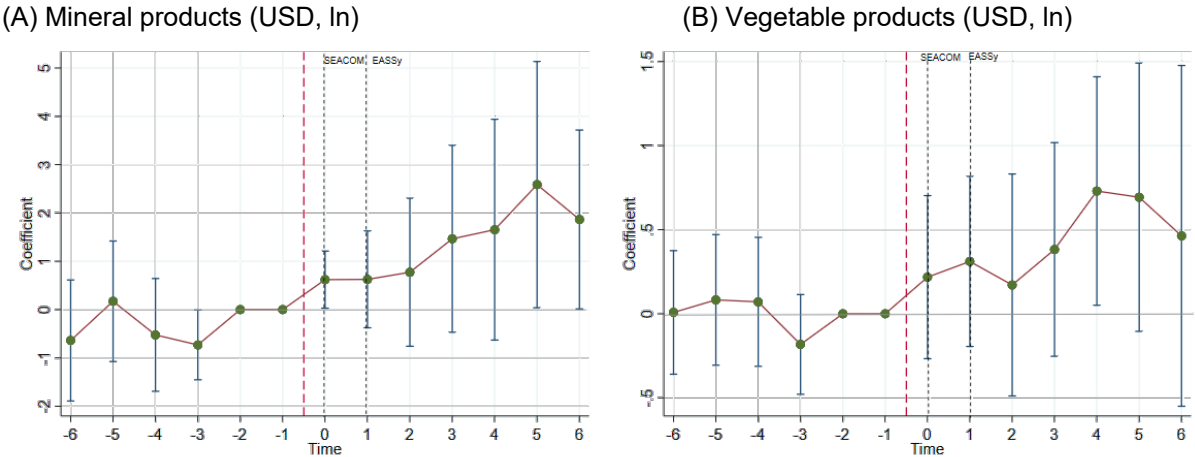 (A) Mineral products (USD, ln)
(B) Vegetable products (USD, ln)
SEACOM EASSy
5
4
3
2
1
0
-1
-2
Coefficient
-6 -5 -4 -3 -2 -1 0 1 2 3 4 5 6
Time
SEACOM EASSy
1.5
1
.5
0
-.5
Coefficient
-6 -5 -4 -3 -2 -1 0 1 2 3 4 5 6
Time